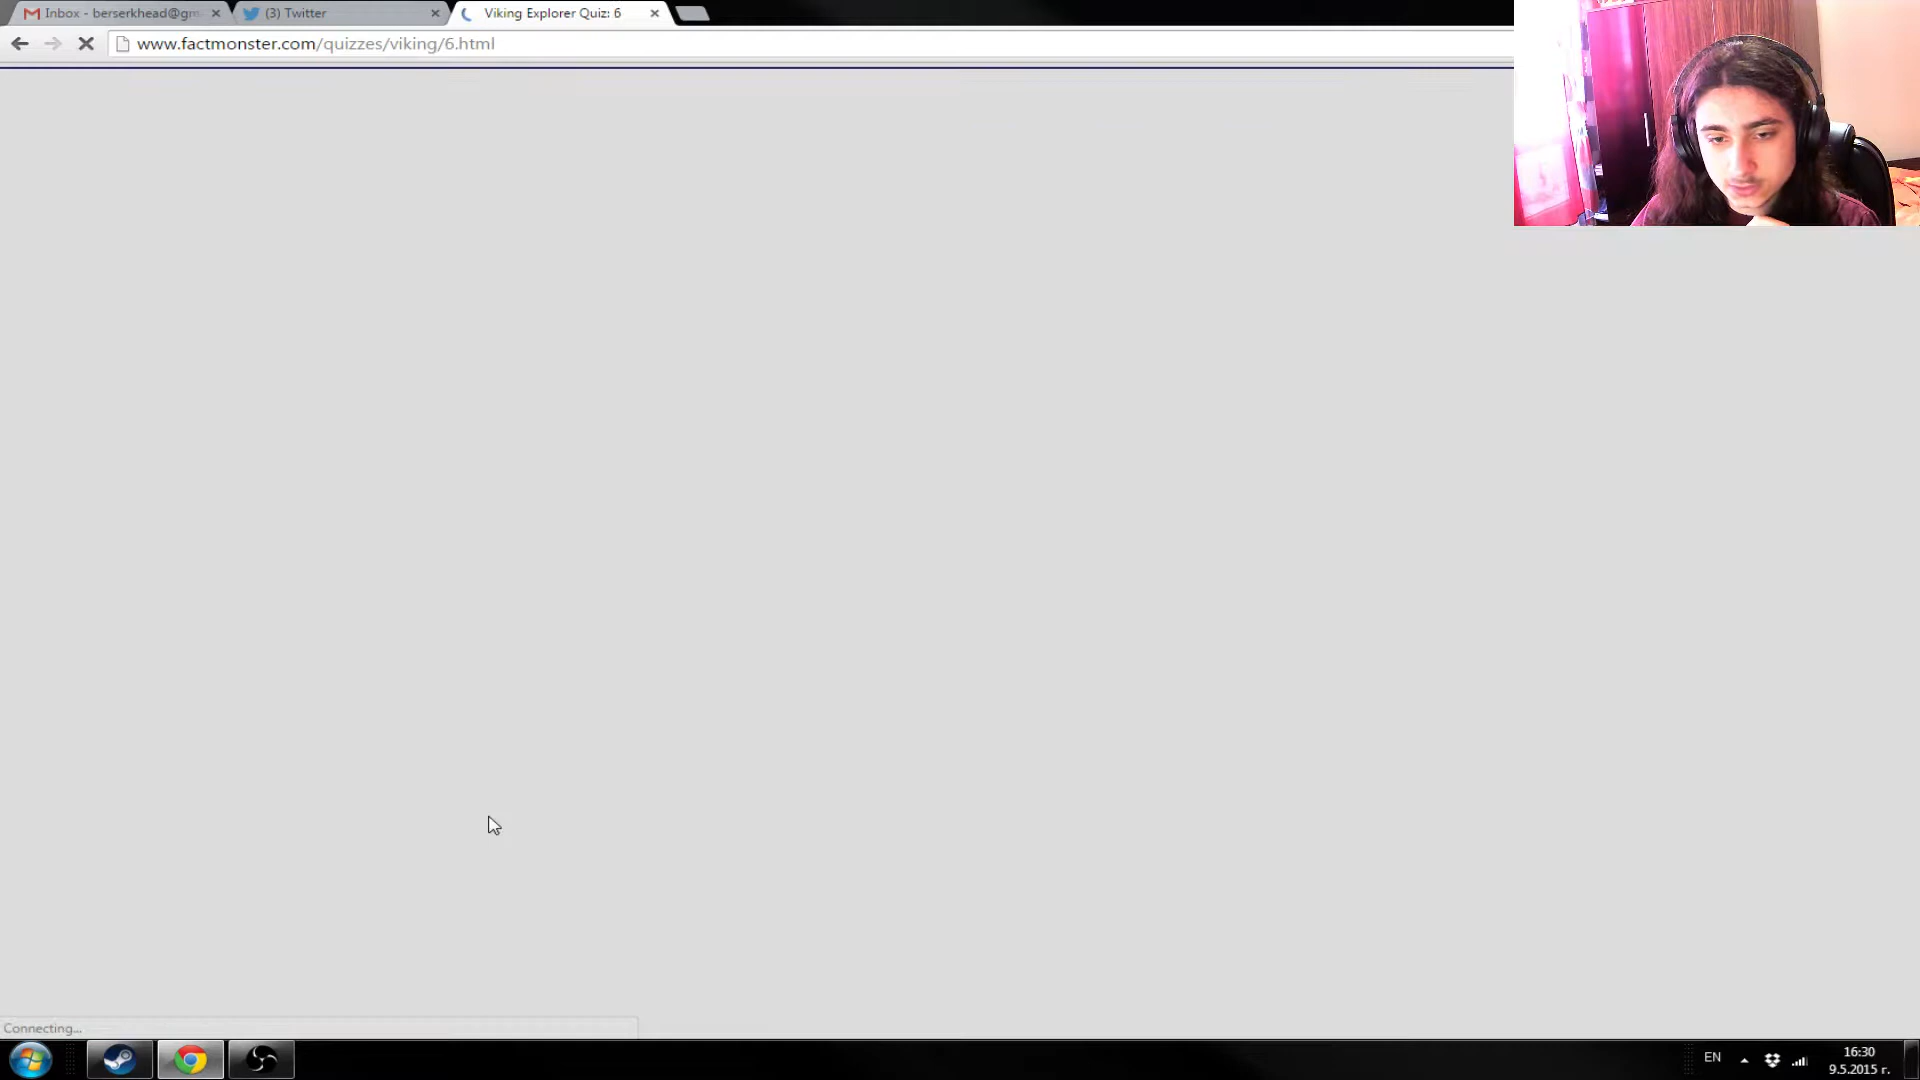 Inbox - berserkhead@gm
(3) Twitter
Viking Explorer Quiz: 6
www.factmonster.com/quizzes/viking/6.html
Connecting...
EN
16:30
9.5.2015 г.